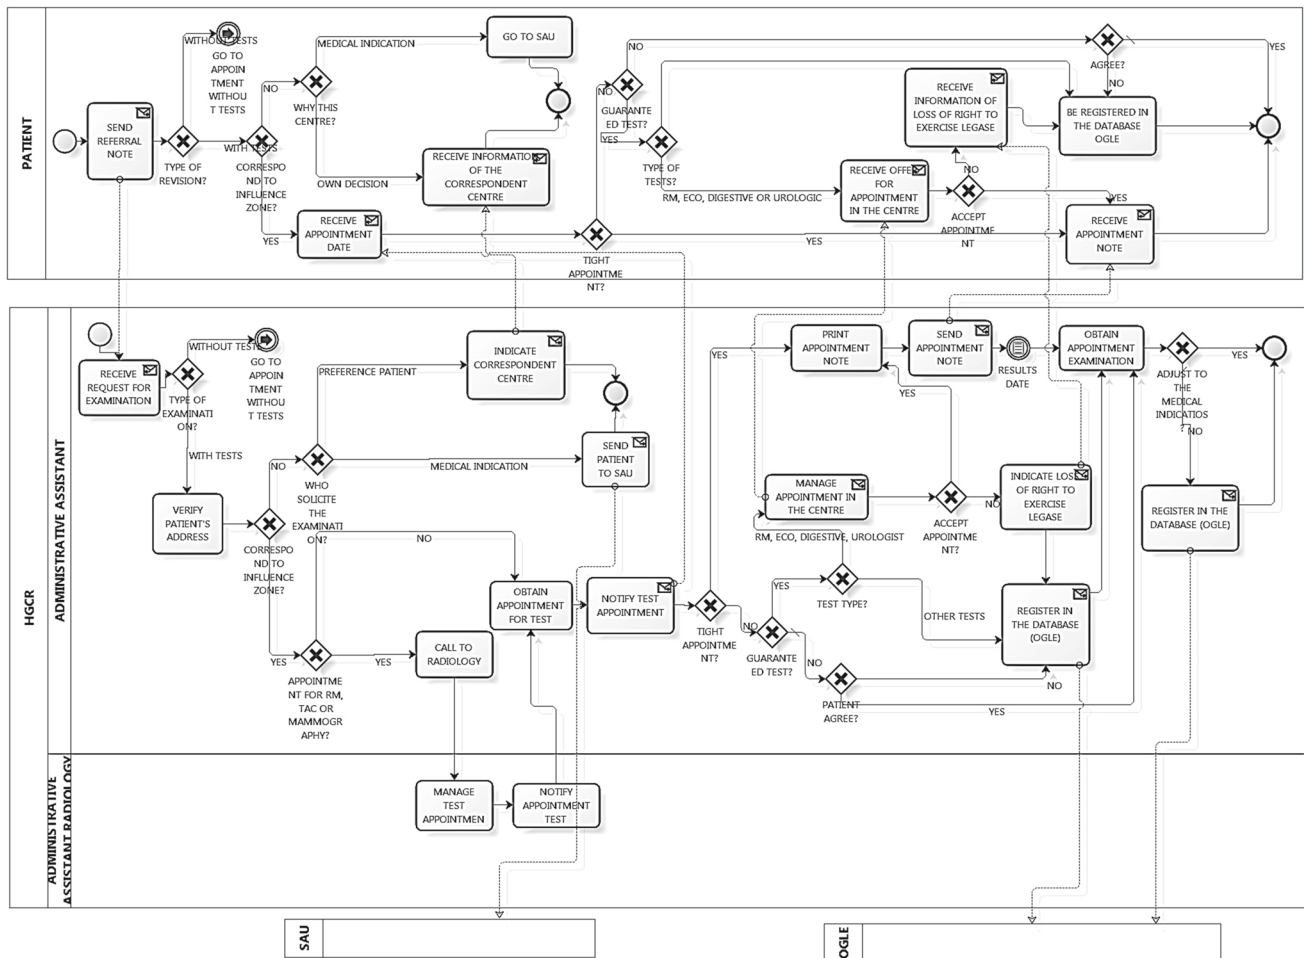 PATIENT
SEND
REFERRAL
NOTE
TYPE OF
REVISION?
WITHOUT TESTS
GO TO
APPOIN
TMENT
WITHOU
T TESTS
WITH TESTS
CORRESPO
ND TO
INFLUENCE
ZONE?
NO
YES
WHY THIS
CENTRE?
MEDICAL INDICATION
OWN DECISION
GO TO SAU
RECEIVE INFORMATION
OF THE
CORRESPONDENT
CENTRE
RECEIVE
APPOINTMENT
DATE
TIGHT
APPOINTME
NT?
NO
YES
GUARANTE
ED TEST?
NO
YES
TYPE OF
TESTS?
RM, ECO, DIGESTIVE OR UROLOGIC
RECEIVE OFFER
FOR
APPOINTMENT
IN THE CENTRE
ACCEPT
APPOINTME
NT
NO
YES
RECEIVE
INFORMATION OF
LOSS OF RIGHT TO
EXERCISE LEGASE
AGREE?
NO
YES
BE REGISTERED IN
THE DATABASE
OGLE
RECEIVE
APPOINTMENT
NOTE
HGCR
ADMINISTRATIVE ASSISTANT
RECEIVE
REQUEST FOR
EXAMINATION
TYPE OF
EXAMINATI
ON?
WITHOUT TEST
GO TO
APPOIN
TMENT
WITHOU
T TESTS
WITH TESTS
VERIFY
PATIENT'S
ADDRESS
CORRESPO
ND TO
INFLUENCE
ZONE?
NO
YES
WHO
SOLICITE
THE
EXAMINATI
ON?
PREFERENCE PATIENT
MEDICAL INDICATION
INDICATE
CORRESPONDENT
CENTRE
SEND
PATIENT
TO SAU
APPOINTME
NT FOR RM,
TAC OR
MAMMOGR
APHY?
NO
YES
CALL TO
RADIOLOGY
OBTAIN
APPOINTMENT
FOR TEST
NOTIFY TEST
APPOINTMENT
TIGHT
APPOINTME
NT?
YES
NO
GUARANTE
ED TEST?
YES
NO
TEST TYPE?
RM, ECO, DIGESTIVE, UROLOGIST
OTHER TESTS
PATIENT
AGREE?
NO
YES
PRINT
APPOINTMENT
NOTE
SEND
APPOINTMENT
NOTE
RESULTS
DATE
OBTAIN
APPOINTMENT
EXAMINATION
ADJUST TO
THE
MEDICAL
INDICATIOS
?
YES
NO
MANAGE
APPOINTMENT IN
THE CENTRE
ACCEPT
APPOINTME
NT?
YES
NO
INDICATE LOSS
OF RIGHT TO
EXERCISE
LEGASE
REGISTER IN
THE DATABASE
(OGLE)
REGISTER IN THE
DATABASE (OGLE)
ADMINISTRATIVE
ASSISTANT RADIOLOGY
MANAGE
TEST
APPOINTMEN
NOTIFY
APPOINTMENT
TEST
SAU
OGLE